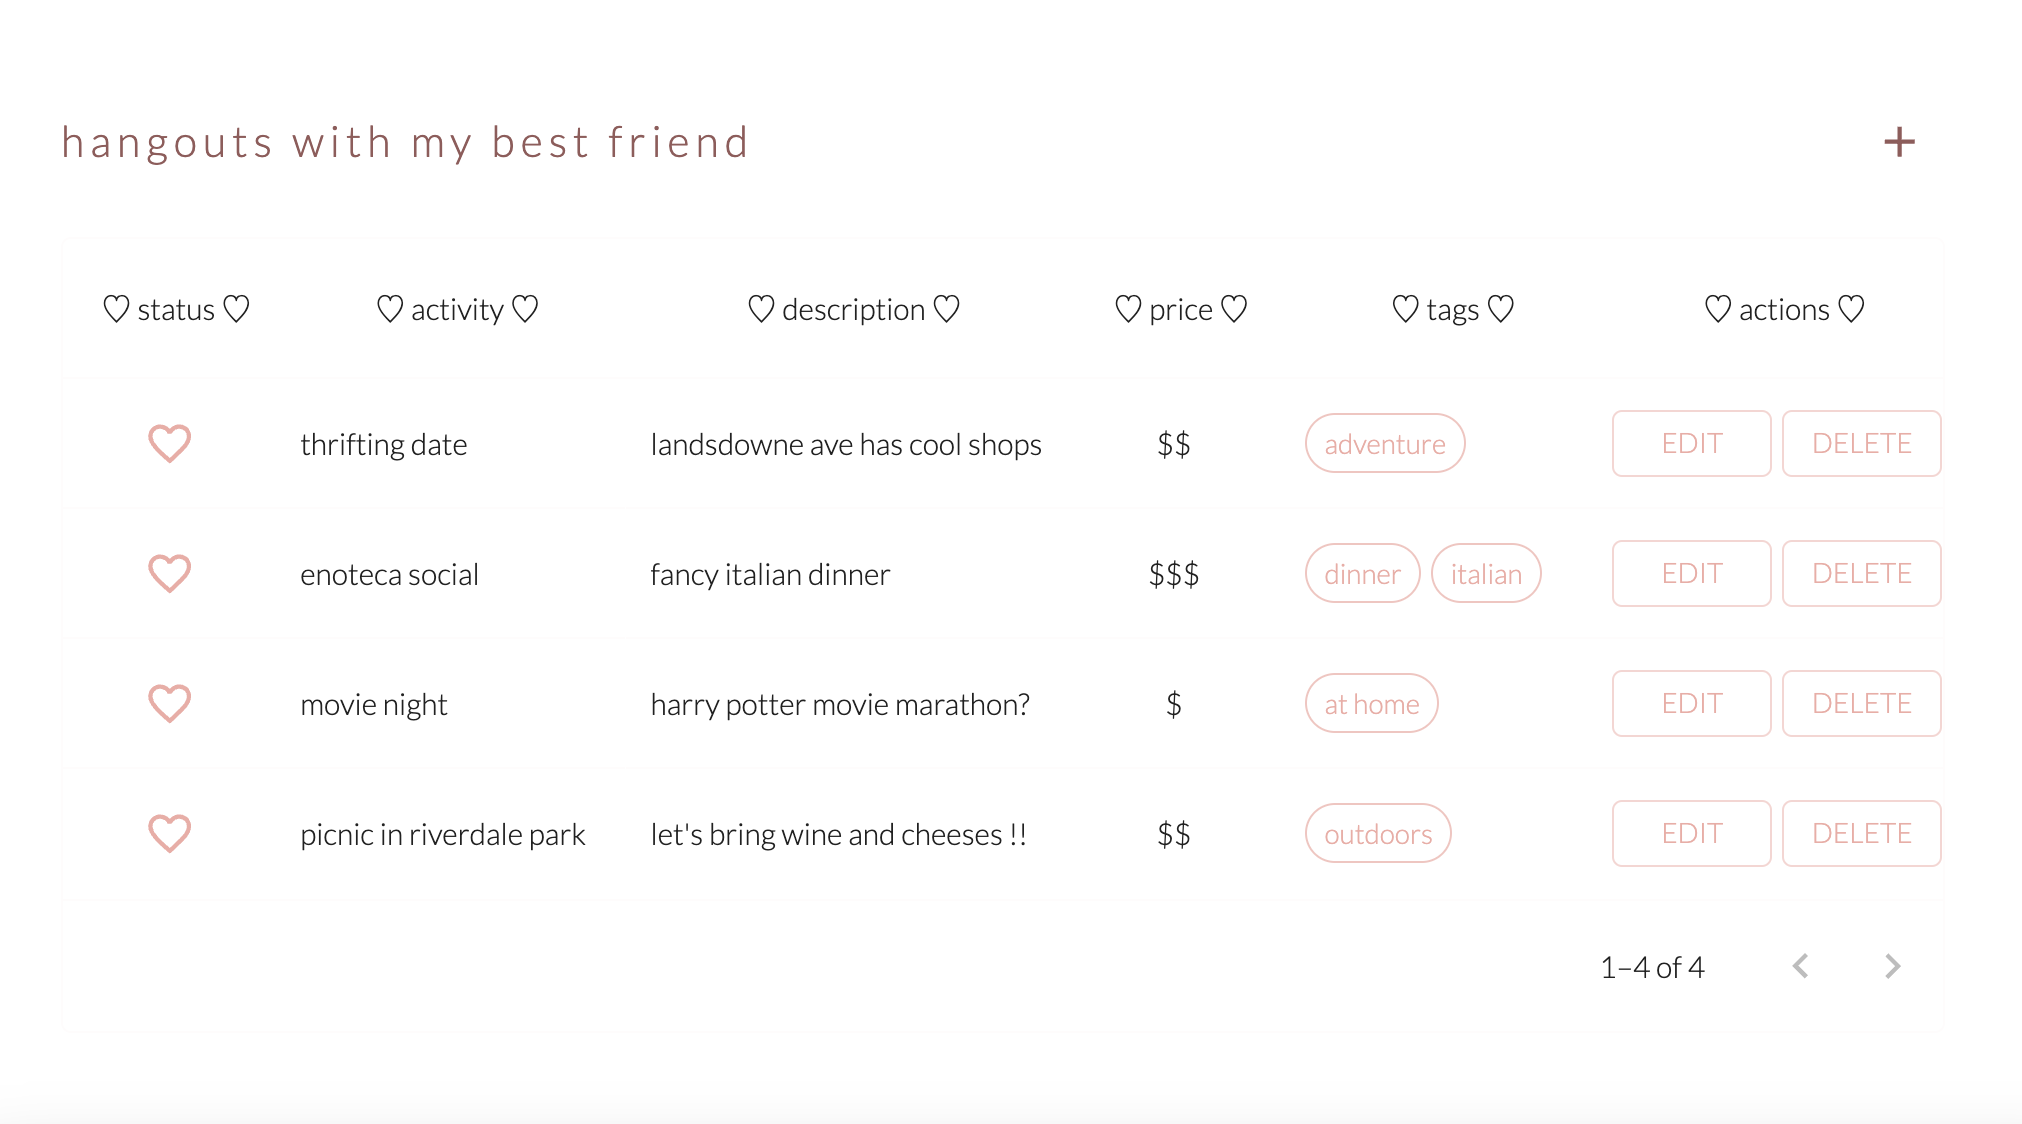 hangouts with my best friend +
♡ status ♡ ♡ activity ♡ ♡ description ♡ ♡ price ♡ ♡ tags ♡ ♡ actions ♡
thrifting date landsdowne ave has cool shops $$ adventure EDIT DELETE
enoteca social fancy italian dinner $$$ dinner italian EDIT DELETE
movie night harry potter movie marathon? $ at home EDIT DELETE
picnic in riverdale park let's bring wine and cheeses !! $$ outdoors EDIT DELETE
1–4 of 4